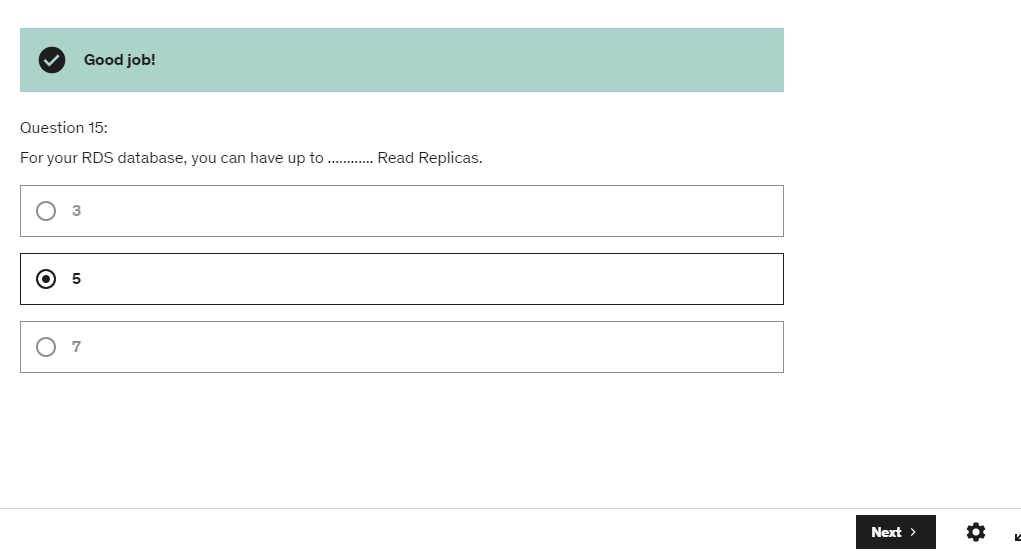 Good job!
Question 15:
For your RDS database, you can have up to ............ Read Replicas.
3
5
7
Next